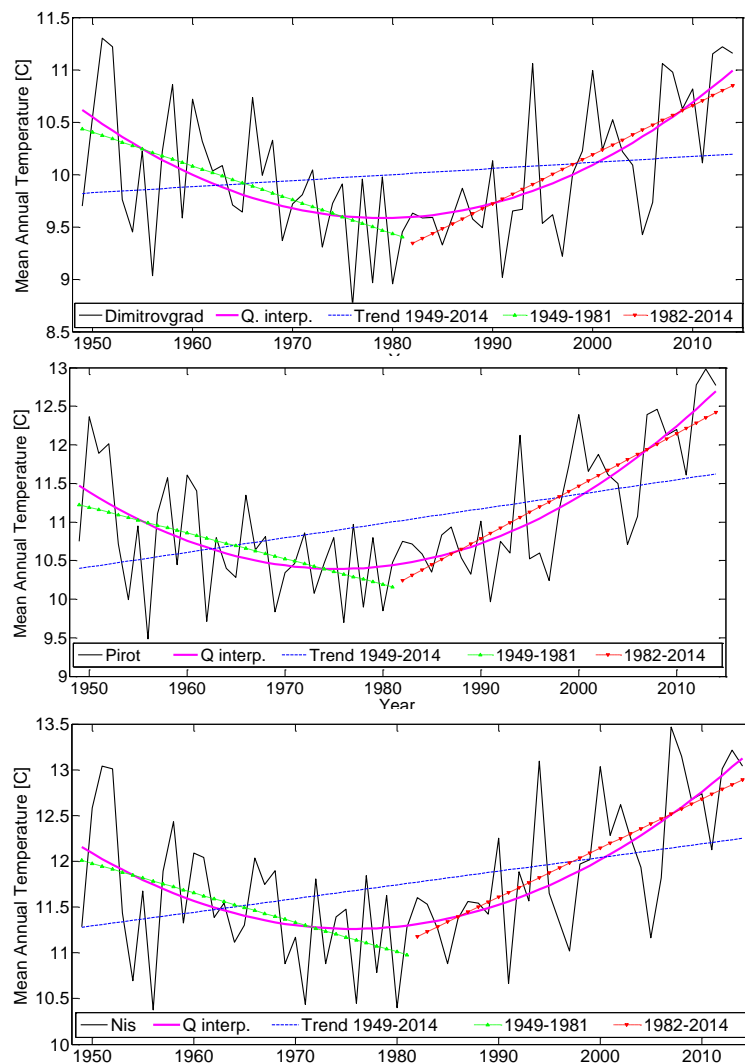 Mean Annual Temperature [C]
11.5
11
10.5
10
9.5
9
8.5
Dimitrovgrad Q. interp. Trend 1949-2014 1949-1981 1982-2014
1950 1960 1970 1980 1990 2000 2010
Mean Annual Temperature [C]
13
12.5
12
11.5
11
10.5
10
9.5
9
Pirot Q interp. Trend 1949-2014 1949-1981 1982-2014
1950 1960 1970 1980 1990 2000 2010
Year
Mean Annual Temperature [C]
13.5
13
12.5
12
11.5
11
10.5
10
Nis Q interp. Trend 1949-2014 1949-1981 1982-2014
1950 1960 1970 1980 1990 2000 2010